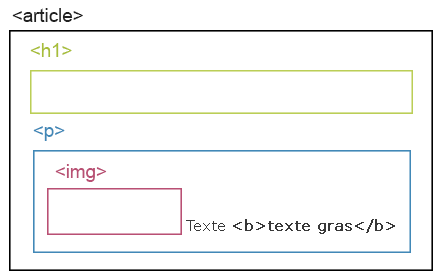 <article>
<h1>
<p>
<img>
Texte <b>texte gras</b>